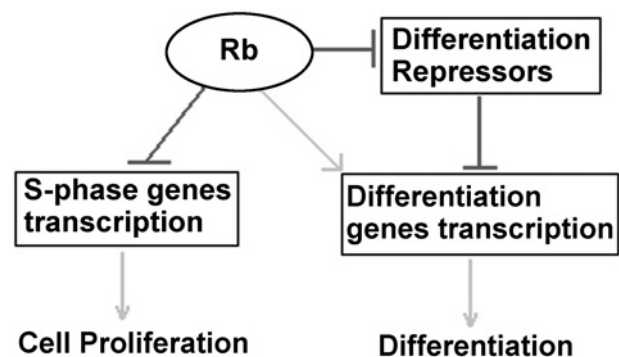 Rb
Differentiation
Repressors
S-phase genes
transcription
Differentiation
genes transcription
Cell Proliferation
Differentiation